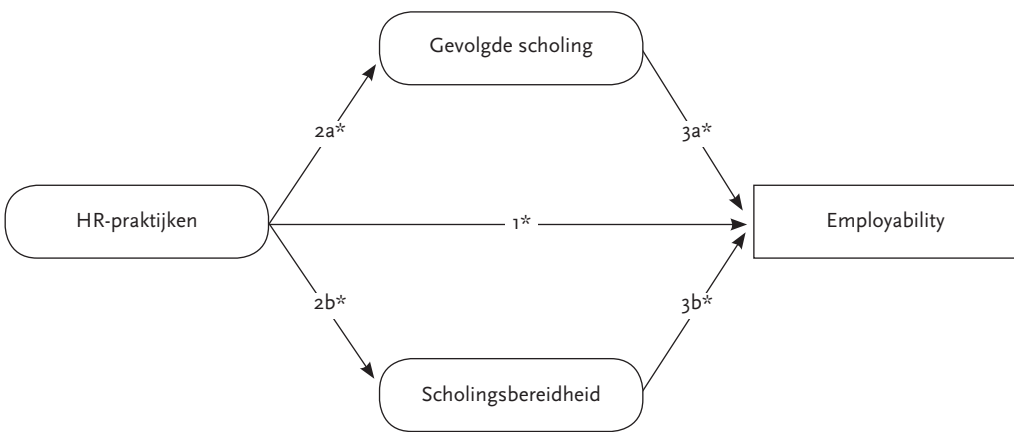 Gevolgde scholing
2a*
3a*
HR-praktijken
1*
Employability
2b*
3b*
Scholingsbereidheid